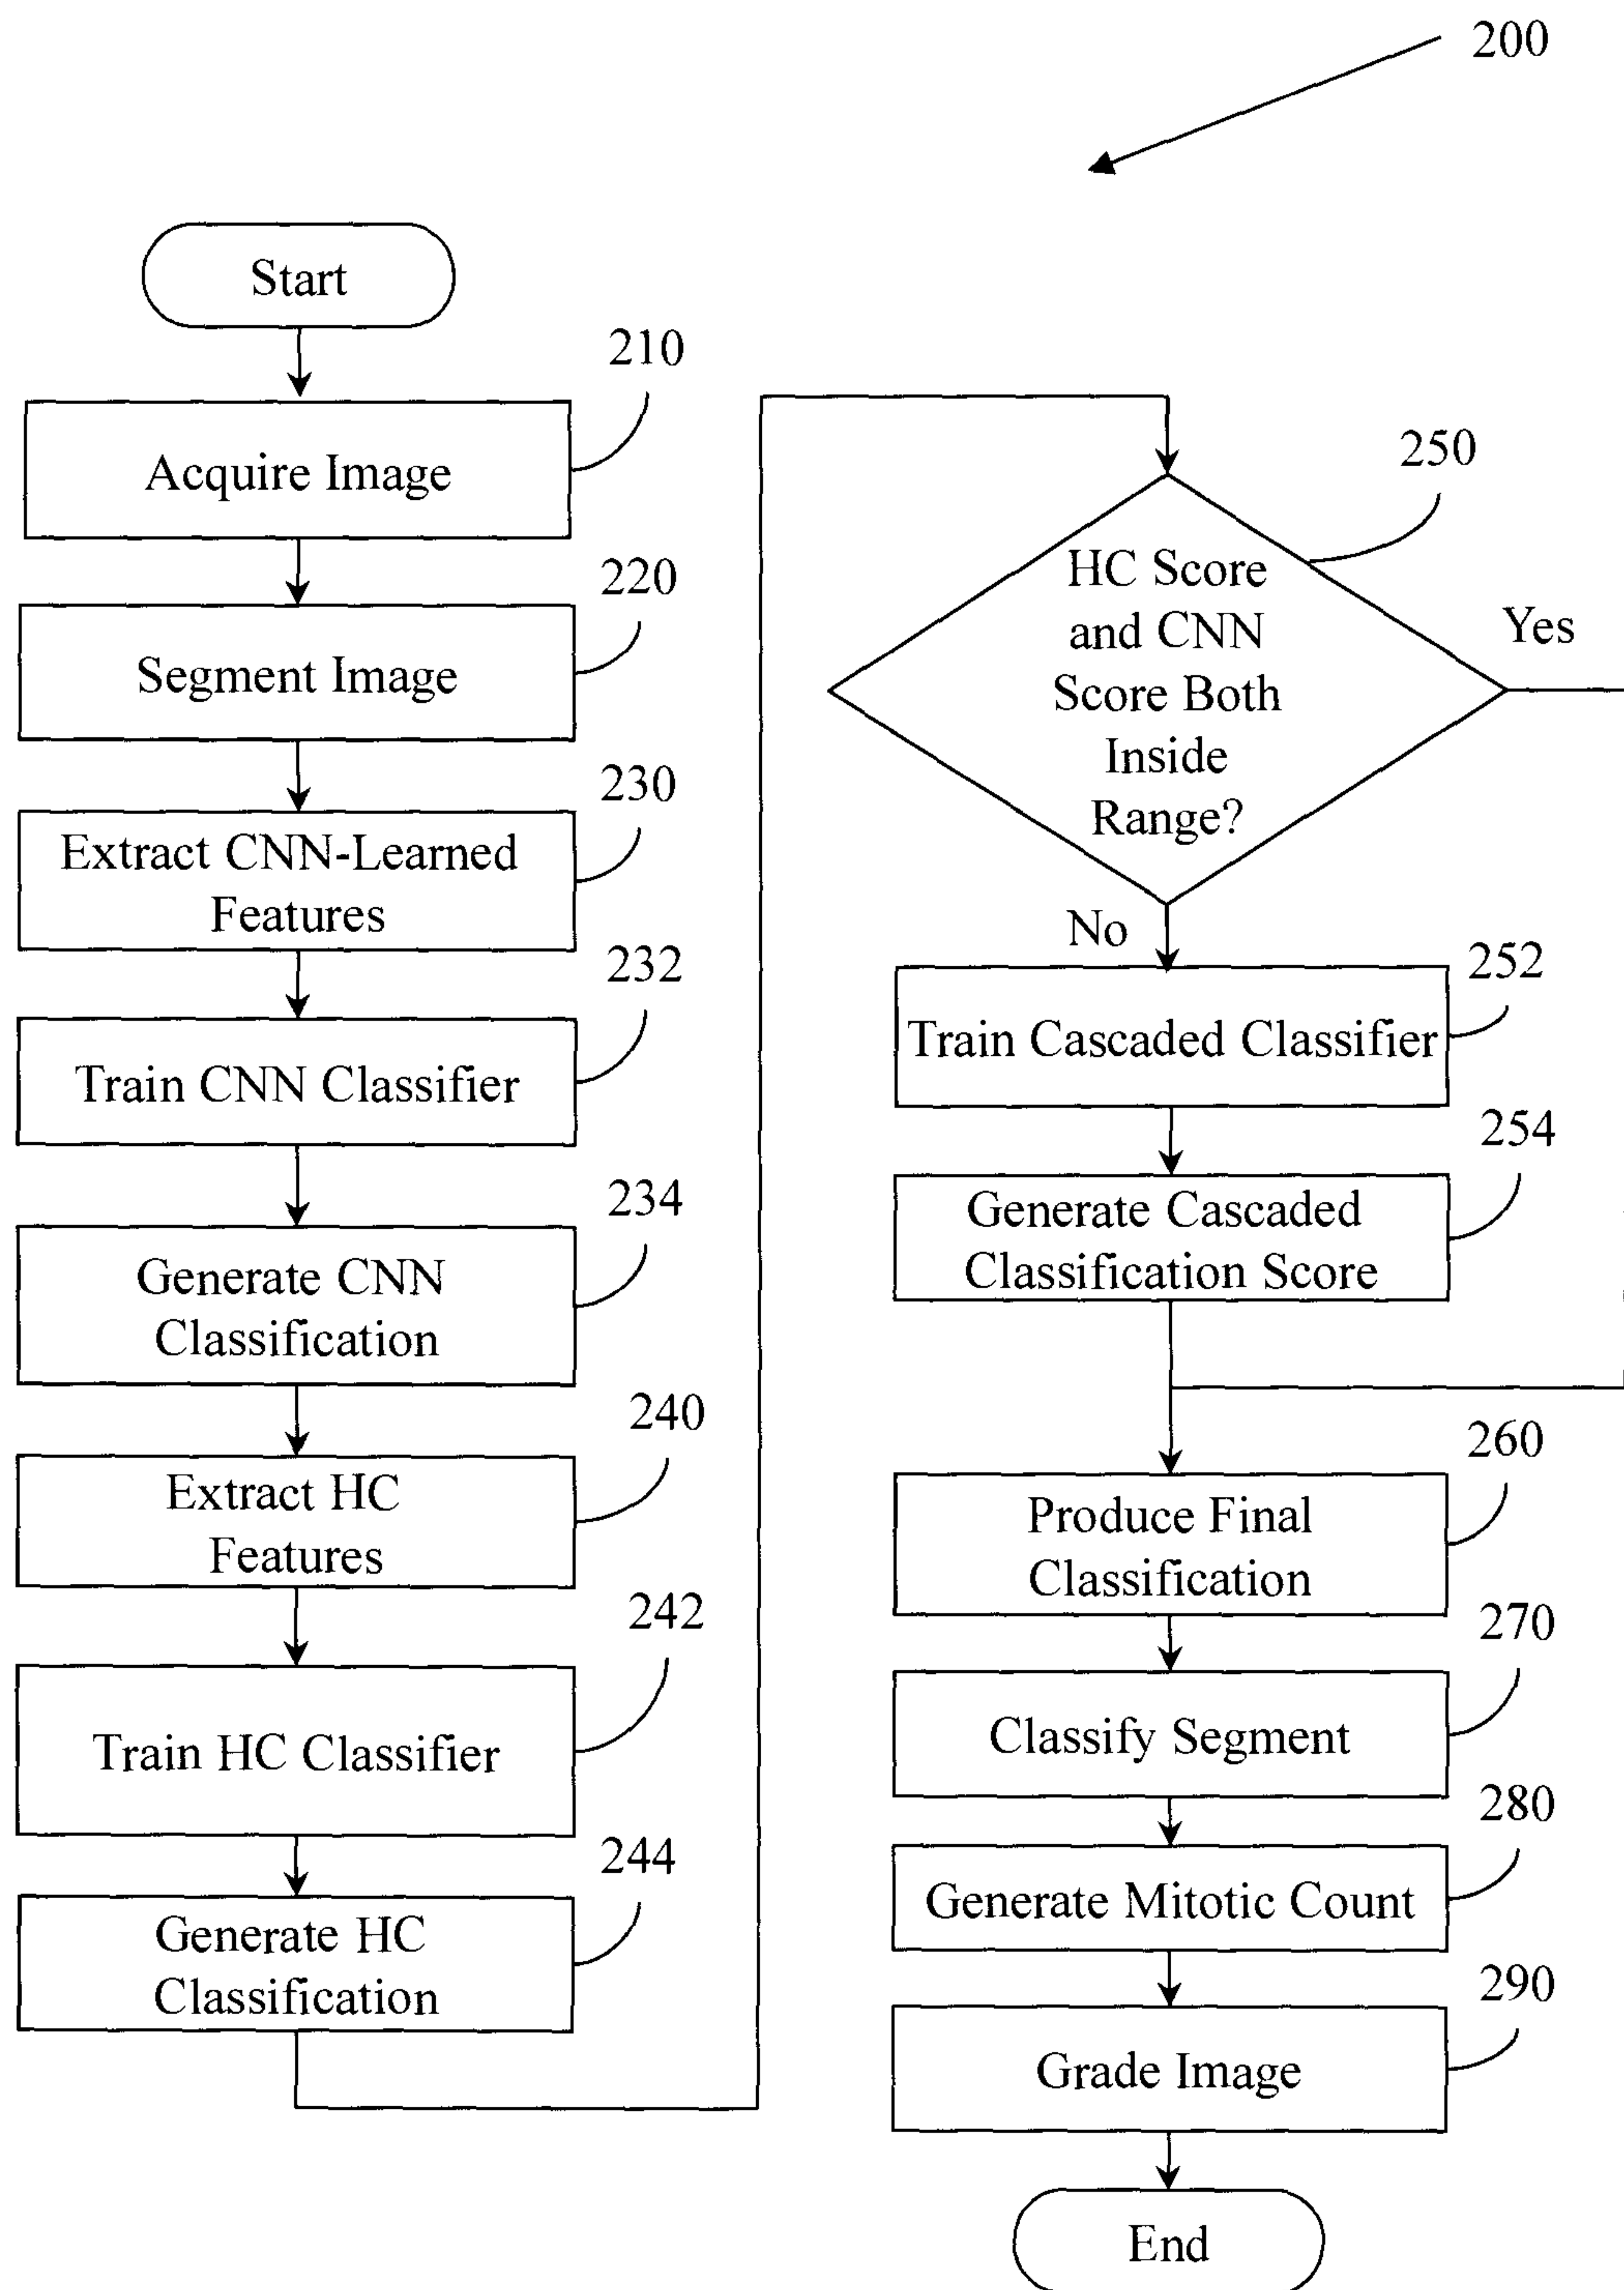 200
Start
210
Acquire Image
220
Segment Image
230
Extract CNN-Learned
Features
232
Train CNN Classifier
234
Generate CNN
Classification
240
Extract HC
Features
242
Train HC Classifier
244
Generate HC
Classification
250
HC Score
and CNN
Score Both
Inside
Range?
Yes
No
252
Train Cascaded Classifier
254
Generate Cascaded
Classification Score
260
Produce Final
Classification
270
Classify Segment
280
Generate Mitotic Count
290
Grade Image
End